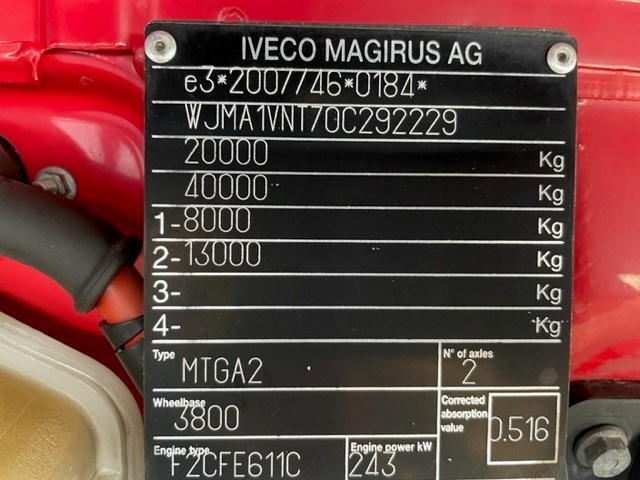 IVECO MAGIRUS AG
e3*2007/46*0184*
WJMA1VNT70C292229
20000 Kg
40000 Kg
1-8000 Kg
2-13000 Kg
3- Kg
4- Kg
Type MTGA2 N° of axles 2
Wheelbase 3800 Corrected absorption value 0.516
Engine type F2CFE611C Engine power kW 243